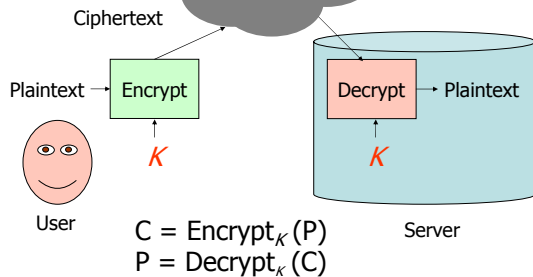 Ciphertext
Plaintext
Encrypt
Decrypt
Plaintext
K
K
User
Server
C = Encrypt_K (P)
P = Decrypt_K (C)